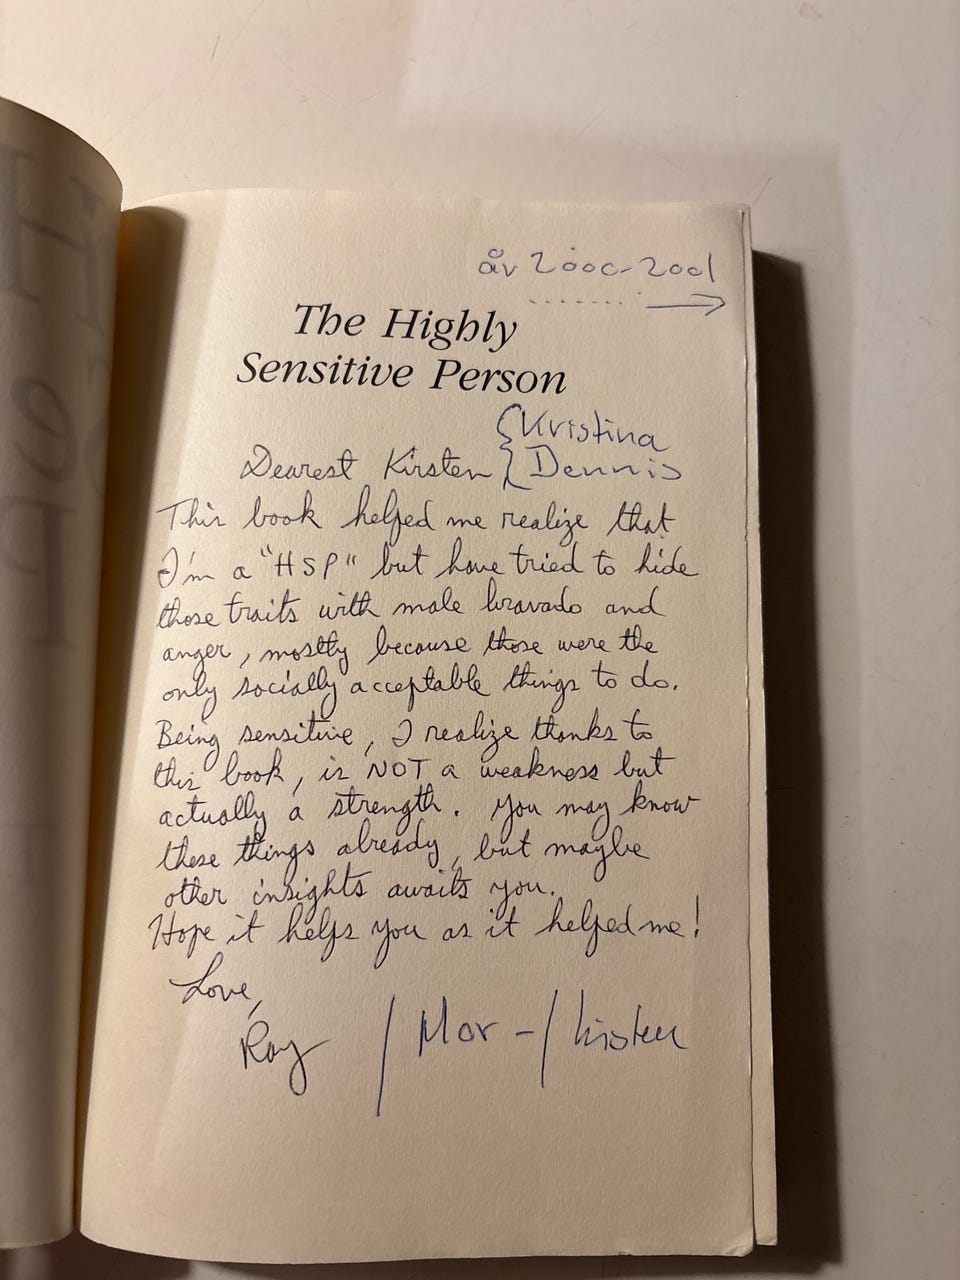 år 2000-2001
The Highly
Sensitive Person
{Kristina
Dearest Kirsten }Dennis
This book helped me realize that
I'm a "HSP" but have tried to hide
those traits with male bravado and
anger, mostly because those were the
only socially acceptable things to do.
Being sensitive, I realize thanks to
this book, is NOT a weakness but
actually a strength. You may know
these things already, but maybe
other insights awaits you.
Hope it helps you as it helped me!
Love,
Ray / Mor - / Kirsten